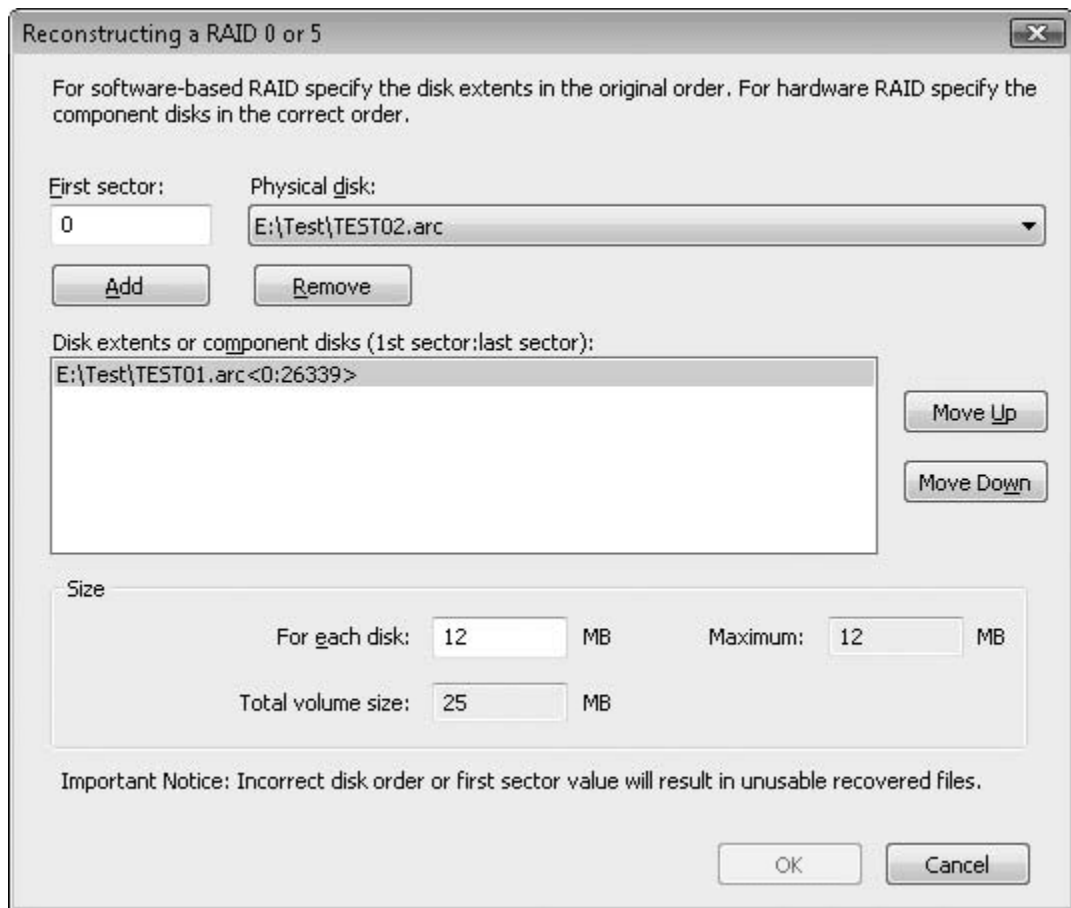 Reconstructing a RAID 0 or 5
For software-based RAID specify the disk extents in the original order. For hardware RAID specify the
component disks in the correct order.
First sector:
Physical disk:
0
E:\Test\TEST02.arc
Add
Remove
Disk extents or component disks (1st sector:last sector):
E:\Test\TEST01.arc<0:26339>
Move Up
Move Down
Size
For each disk: 12 MB Maximum: 12 MB
Total volume size: 25 MB
Important Notice: Incorrect disk order or first sector value will result in unusable recovered files.
OK
Cancel